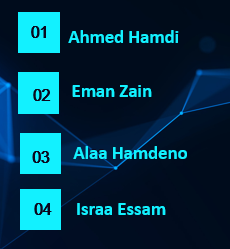 01 Ahmed Hamdi
02 Eman Zain
03 Alaa Hamdeno
04 Israa Essam